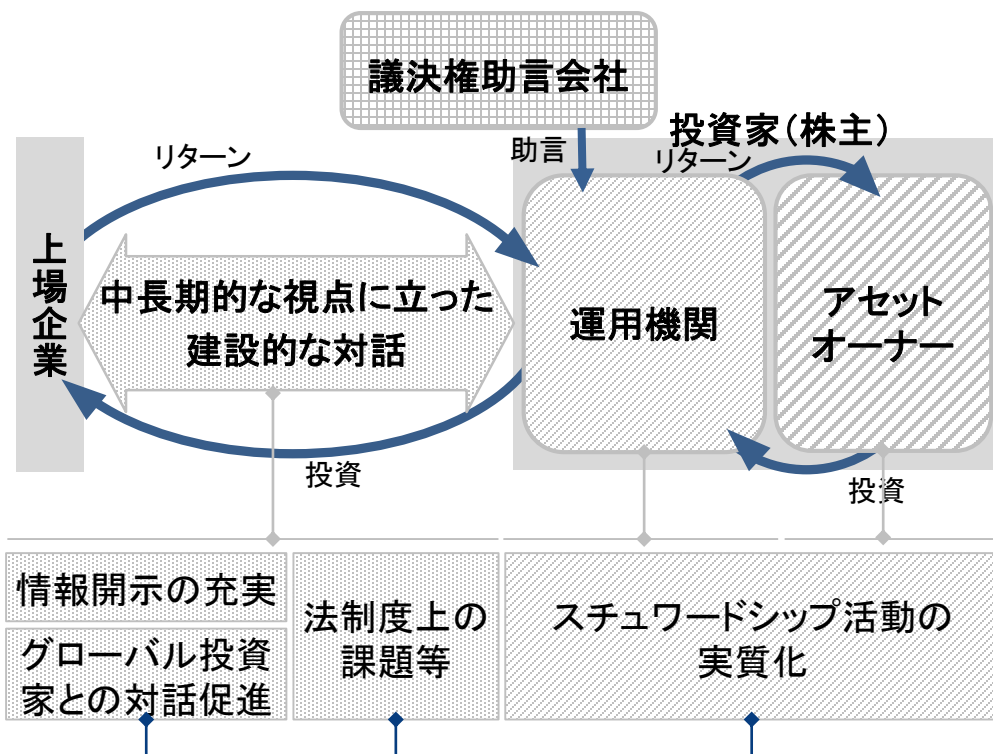 議決権助言会社
投資家(株主)
助言
リターン
リターン
上場企業
中長期的な視点に立った
建設的な対話
運用機関
アセット
オーナー
投資
投資
情報開示の充実
グローバル投資
家との対話促進
法制度上の
課題等
スチュワードシップ活動の
実質化